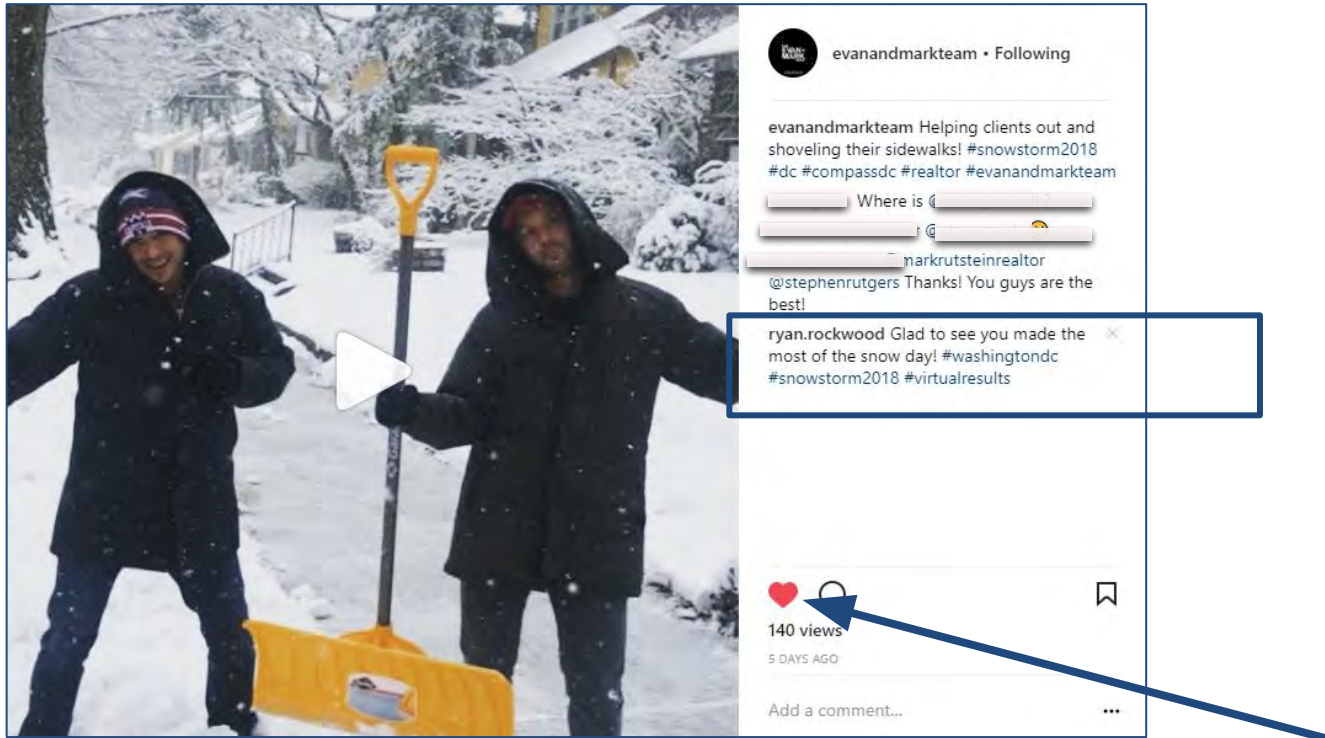 EVAN+
MARK
evanandmarkteam • Following
evanandmarkteam Helping clients out and
shoveling their sidewalks! #snowstorm2018
#dc #compassdc #realtor #evanandmarkteam
Where is @
@
markrutsteinrealtor
@stephenrutgers Thanks! You guys are the
best!
ryan.rockwood Glad to see you made the
most of the snow day! #washingtondc
#snowstorm2018 #virtualresults
140 views
5 DAYS AGO
Add a comment...